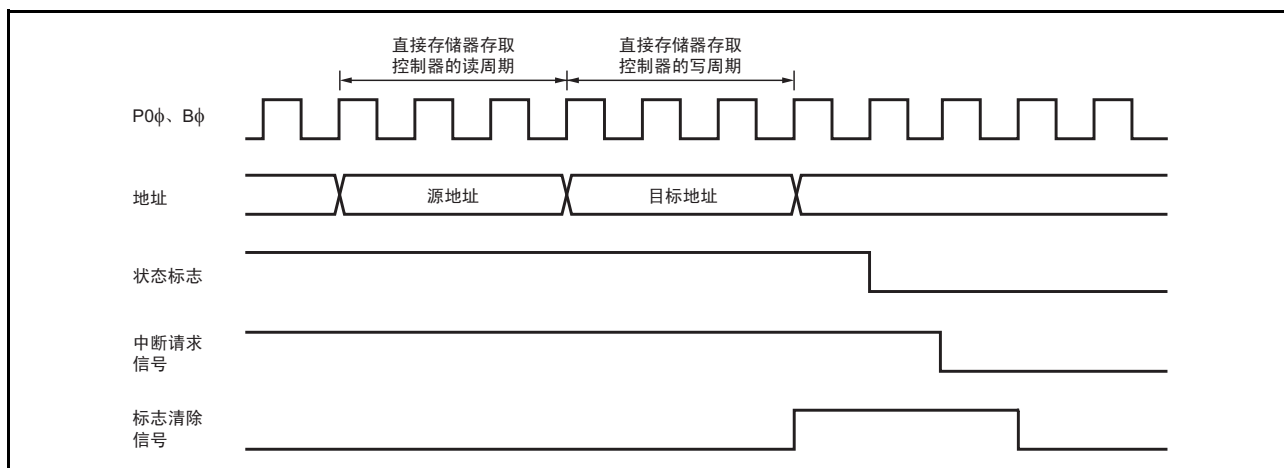 直接存储器存取
控制器的读周期
直接存储器存取
控制器的写周期
P0ϕ、Bϕ
地址
源地址
目标地址
状态标志
中断请求
信号
标志清除
信号